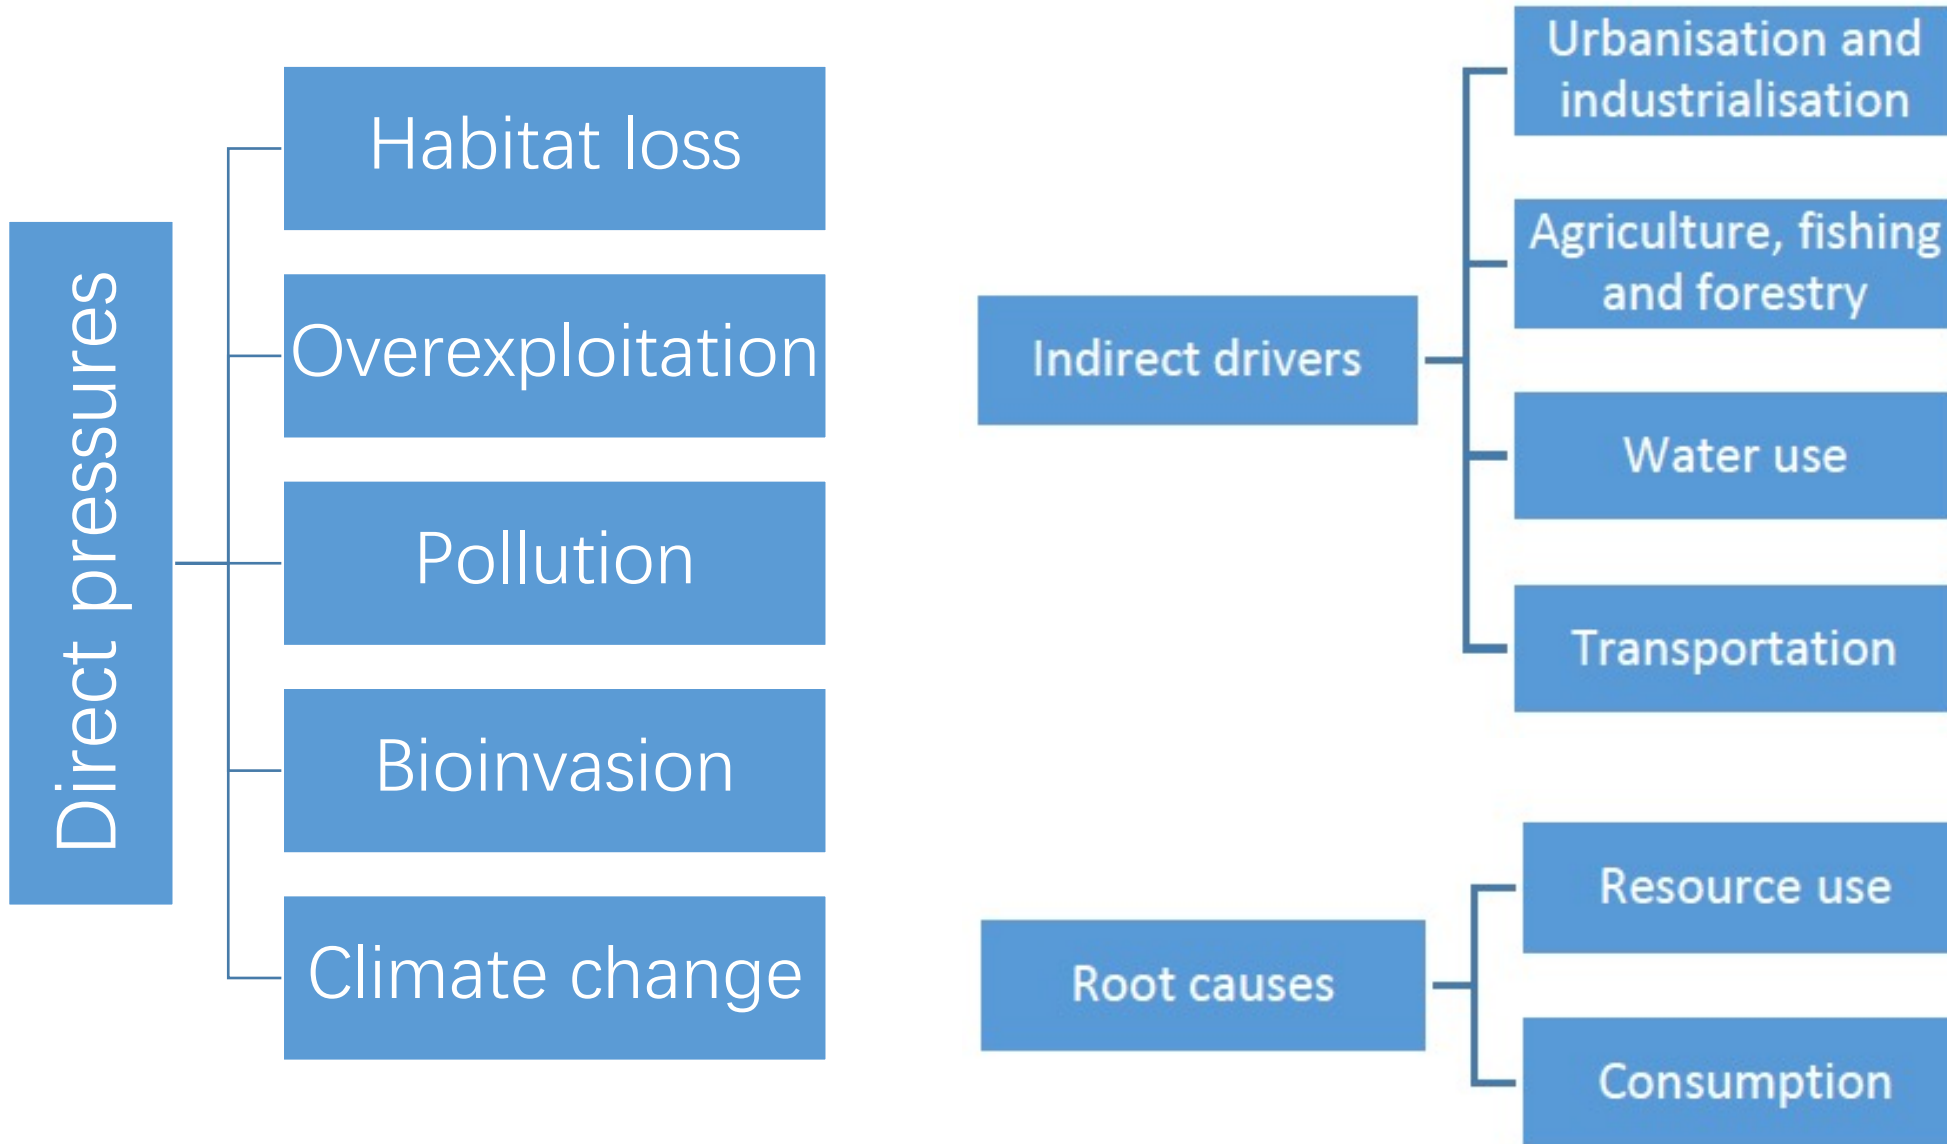 Direct pressures
Habitat loss
Overexploitation
Pollution
Bioinvasion
Climate change
Indirect drivers
Urbanisation and
industrialisation
Agriculture, fishing
and forestry
Water use
Transportation
Root causes
Resource use
Consumption